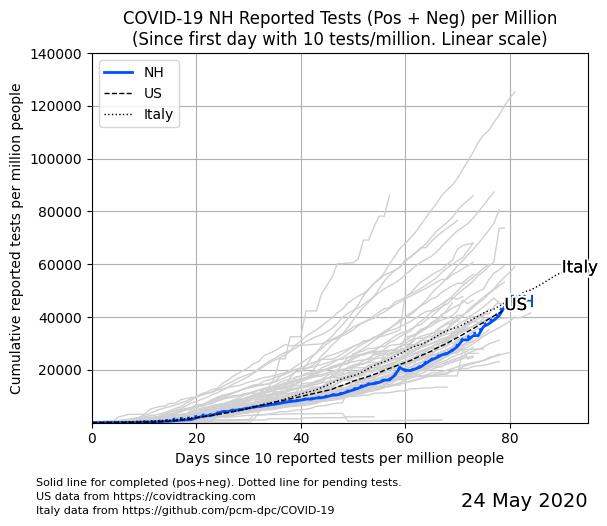 COVID-19 NH Reported Tests (Pos + Neg) per Million
(Since first day with 10 tests/million. Linear scale)
140000
120000
100000
80000
60000
40000
20000
Cumulative reported tests per million people
NH
US
Italy
Italy
US
0
20
40
60
80
Days since 10 reported tests per million people
Solid line for completed (pos+neg). Dotted line for pending tests.
US data from https://covidtracking.com
Italy data from https://github.com/pcm-dpc/COVID-19
24 May 2020